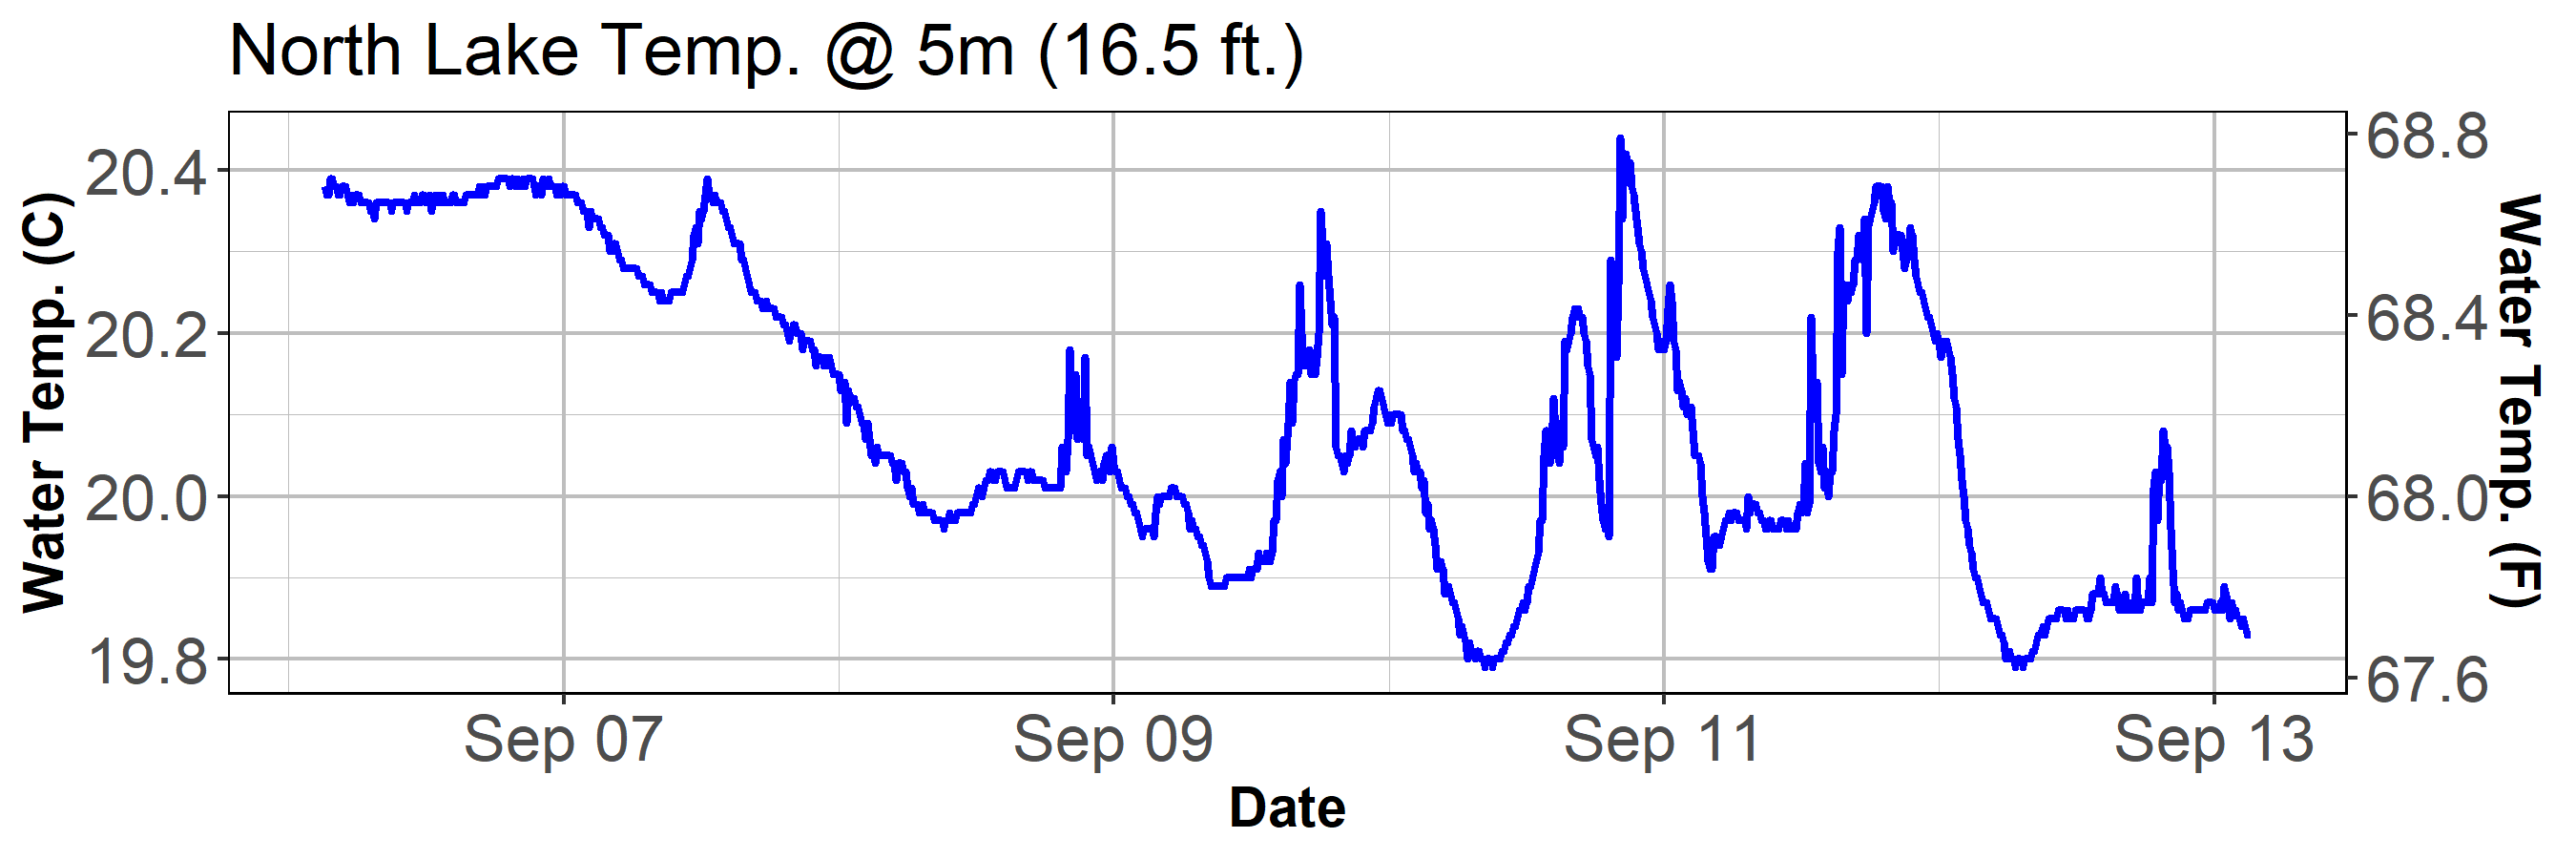 North Lake Temp. @ 5m (16.5 ft.)
Water Temp. (C)
20.4
20.2
20.0
19.8
68.8
68.4
68.0
67.6
Water Temp. (F)
Sep 07 Sep 09 Sep 11 Sep 13
Date